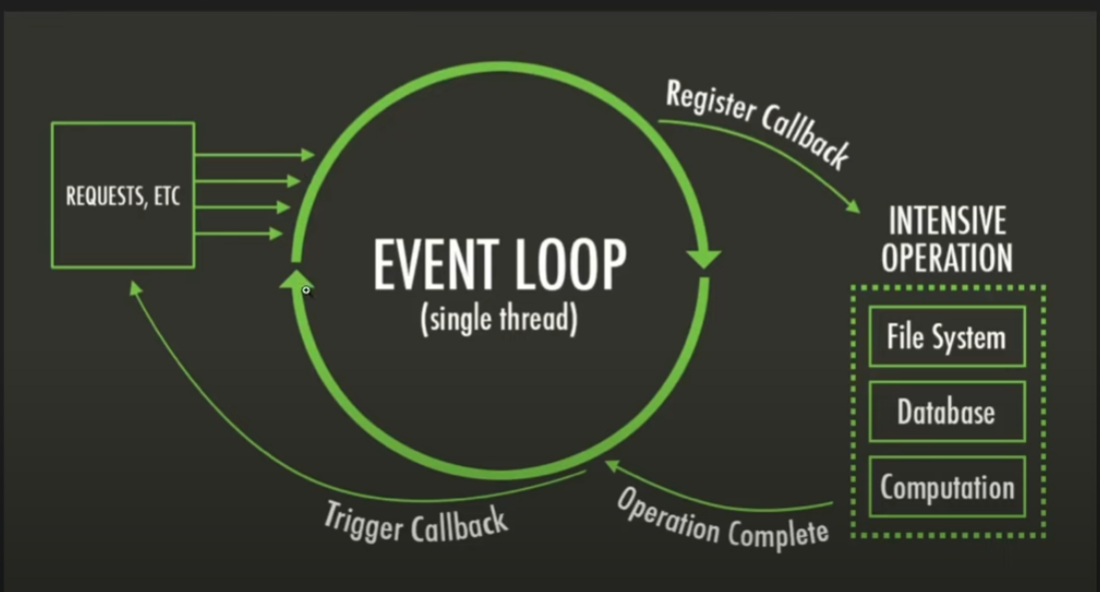 REQUESTS, ETC
EVENT LOOP
(single thread)
Register Callback
INTENSIVE
OPERATION
File System
Database
Computation
Operation Complete
Trigger Callback